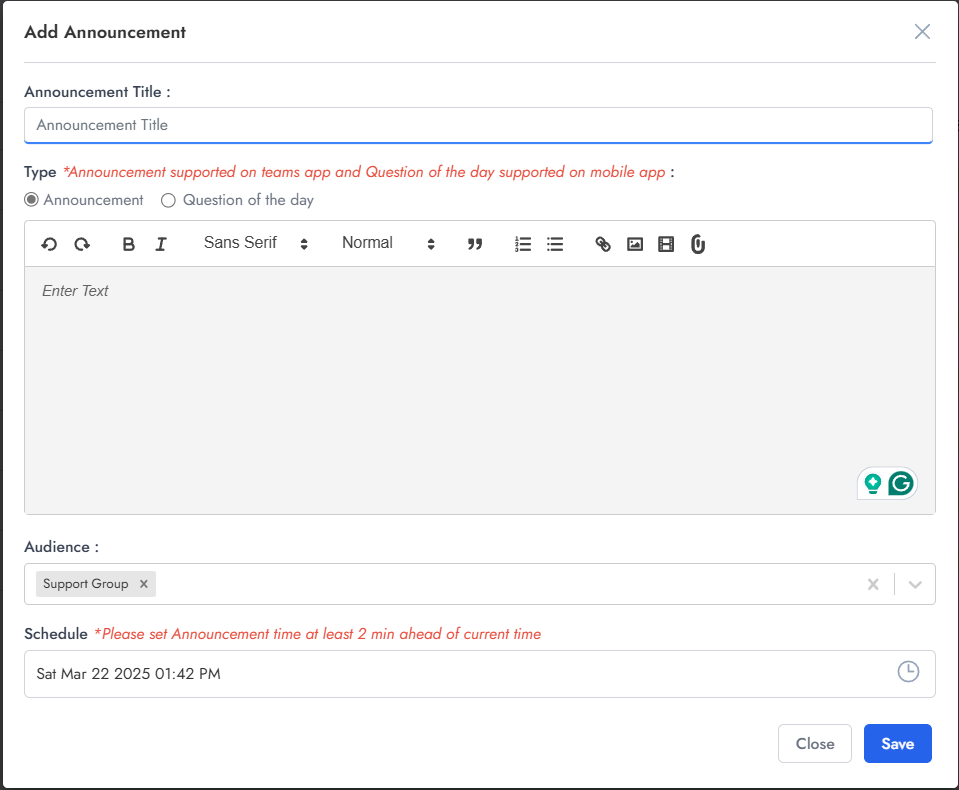 Add Announcement
Announcement Title :
Announcement Title
Type *Announcement supported on teams app and Question of the day supported on mobile app :
Announcement Question of the day
B I Sans Serif Normal
Enter Text
Audience :
Support Group
Schedule *Please set Announcement time at least 2 min ahead of current time
Sat Mar 22 2025 01:42 PM
Close Save